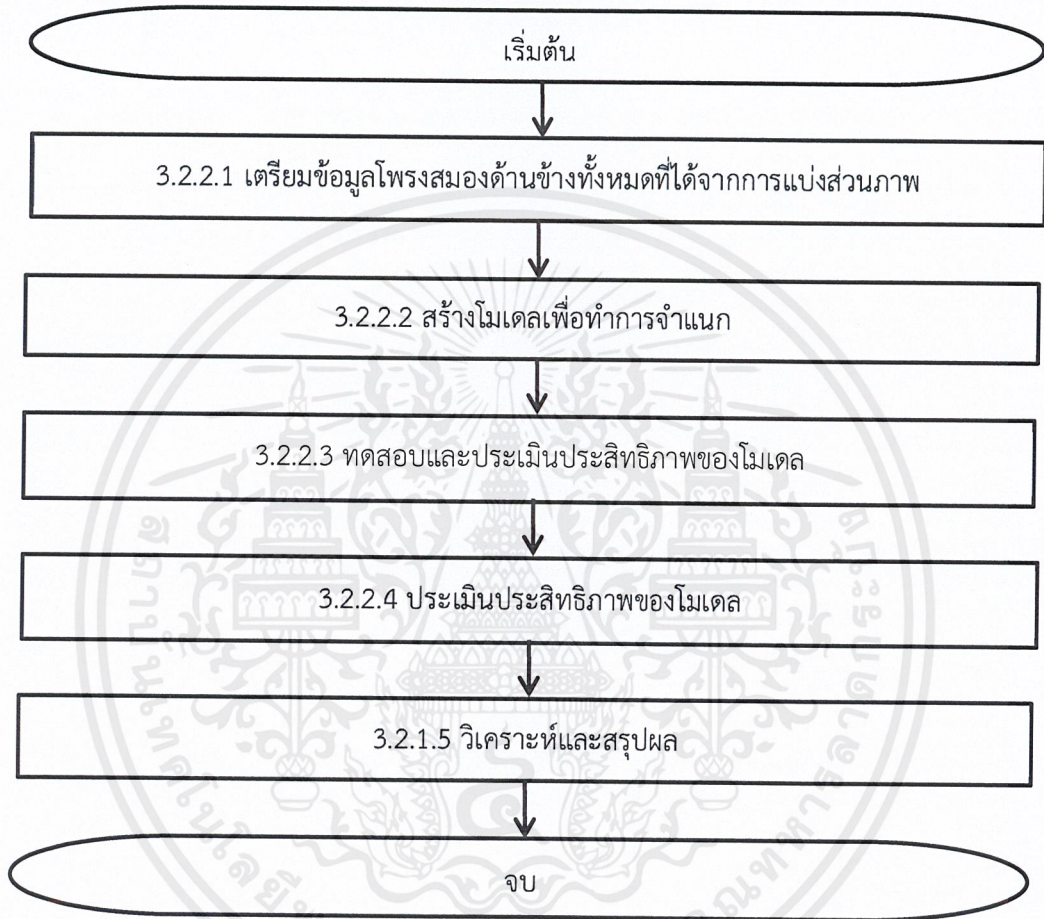 เริ่มต้น
3.2.2.1 เตรียมข้อมูลโพรงสมองด้านข้างทั้งหมดที่ได้จากการแบ่งส่วนภาพ
3.2.2.2 สร้างโมเดลเพื่อทำการจำแนก
3.2.2.3 ทดสอบและประเมินประสิทธิภาพของโมเดล
3.2.2.4 ประเมินประสิทธิภาพของโมเดล
3.2.1.5 วิเคราะห์และสรุปผล
จบ